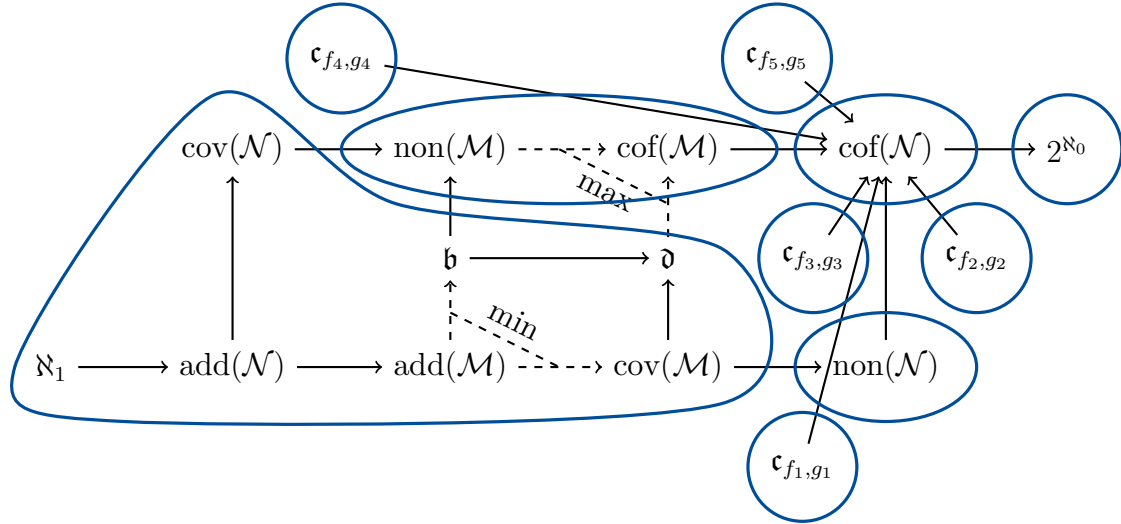 𝔠_{f_4,g_4} 𝔠_{f_5,g_5}
cov(𝒩) non(ℳ) cof(ℳ) cof(𝒩) 2^{ℵ_0}
max
𝔟 𝔡 𝔠_{f_3,g_3} 𝔠_{f_2,g_2}
min
ℵ_1 add(𝒩) add(ℳ) cov(ℳ) non(𝒩)
𝔠_{f_1,g_1}